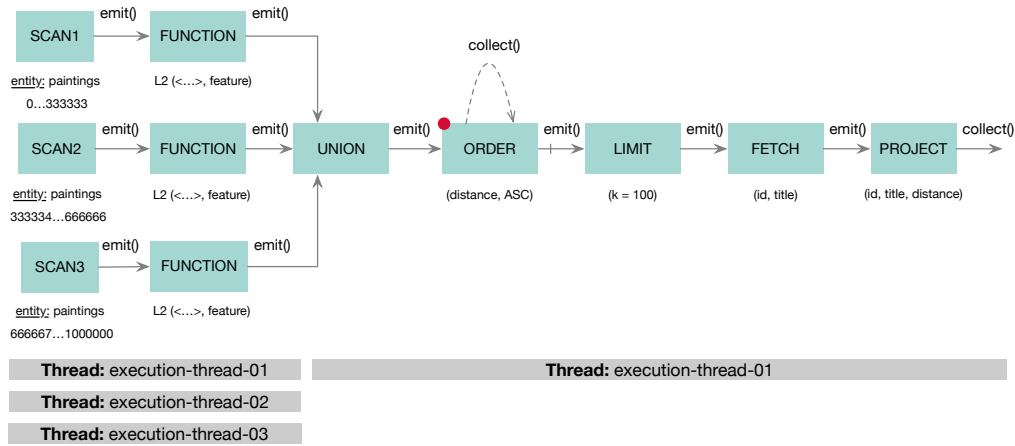 emit()
emit()
SCAN1
FUNCTION
entity: paintings
0...333333
L2 (<...>, feature)
collect()
emit()
emit()
emit()
emit()
emit()
emit()
collect()
SCAN2
FUNCTION
UNION
ORDER
LIMIT
FETCH
PROJECT
entity: paintings
333334...666666
L2 (<...>, feature)
(distance, ASC)
(k = 100)
(id, title)
(id, title, distance)
emit()
emit()
SCAN3
FUNCTION
entity: paintings
666667...1000000
L2 (<...>, feature)
Thread: execution-thread-01
Thread: execution-thread-01
Thread: execution-thread-02
Thread: execution-thread-03